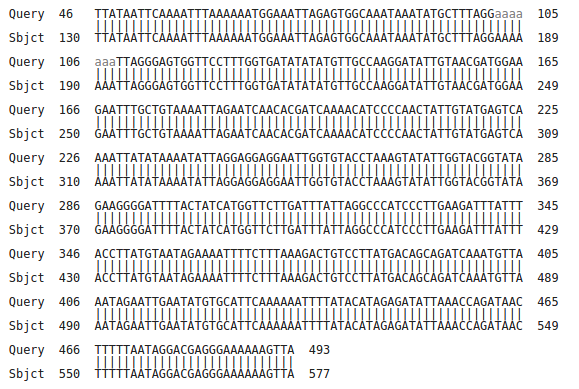 Query 46 TTATAATTCAAAATTTAAAAAATGGAAATTAGAGTGGCAAATAAATATGCTTTAGGaaaa 105
||||||||||||||||||||||||||||||||||||||||||||||||||||||||||||
Sbjct 130 TTATAATTCAAAATTTAAAAAATGGAAATTAGAGTGGCAAATAAATATGCTTTAGGAAAA 189
Query 106 aaaTTAGGGAGTGGTTCCTTTGGTGATATATATGTTGCCAAGGATATTGTAACGATGGAA 165
||||||||||||||||||||||||||||||||||||||||||||||||||||||||||||
Sbjct 190 AAATTAGGGAGTGGTTCCTTTGGTGATATATATGTTGCCAAGGATATTGTAACGATGGAA 249
Query 166 GAATTTGCTGTAAAATTAGAATCAACACGATCAAAACATCCCCAACTATTGTATGAGTCA 225
||||||||||||||||||||||||||||||||||||||||||||||||||||||||||||
Sbjct 250 GAATTTGCTGTAAAATTAGAATCAACACGATCAAAACATCCCCAACTATTGTATGAGTCA 309
Query 226 AAATTATATAAAATATTAGGAGGAGGAATTGGTGTACCTAAAGTATATTGGTACGGTATA 285
||||||||||||||||||||||||||||||||||||||||||||||||||||||||||||
Sbjct 310 AAATTATATAAAATATTAGGAGGAGGAATTGGTGTACCTAAAGTATATTGGTACGGTATA 369
Query 286 GAAGGGGATTTTACTATCATGGTTCTTGATTTATTAGGCCCATCCCTTGAAGATTTATTT 345
||||||||||||||||||||||||||||||||||||||||||||||||||||||||||||
Sbjct 370 GAAGGGGATTTTACTATCATGGTTCTTGATTTATTAGGCCCATCCCTTGAAGATTTATTT 429
Query 346 ACCTTATGTAATAGAAAATTTTCTTTAAAGACTGTCCTTATGACAGCAGATCAAATGTTA 405
||||||||||||||||||||||||||||||||||||||||||||||||||||||||||||
Sbjct 430 ACCTTATGTAATAGAAAATTTTCTTTAAAGACTGTCCTTATGACAGCAGATCAAATGTTA 489
Query 406 AATAGAATTGAATATGTGCATTCAAAAAATTTTATACATAGAGATATTAAACCAGATAAC 465
||||||||||||||||||||||||||||||||||||||||||||||||||||||||||||
Sbjct 490 AATAGAATTGAATATGTGCATTCAAAAAATTTTATACATAGAGATATTAAACCAGATAAC 549
Query 466 TTTTTAATAGGACGAGGGAAAAAAGTTA 493
||||||||||||||||||||||||||||
Sbjct 550 TTTTTAATAGGACGAGGGAAAAAAGTTA 577